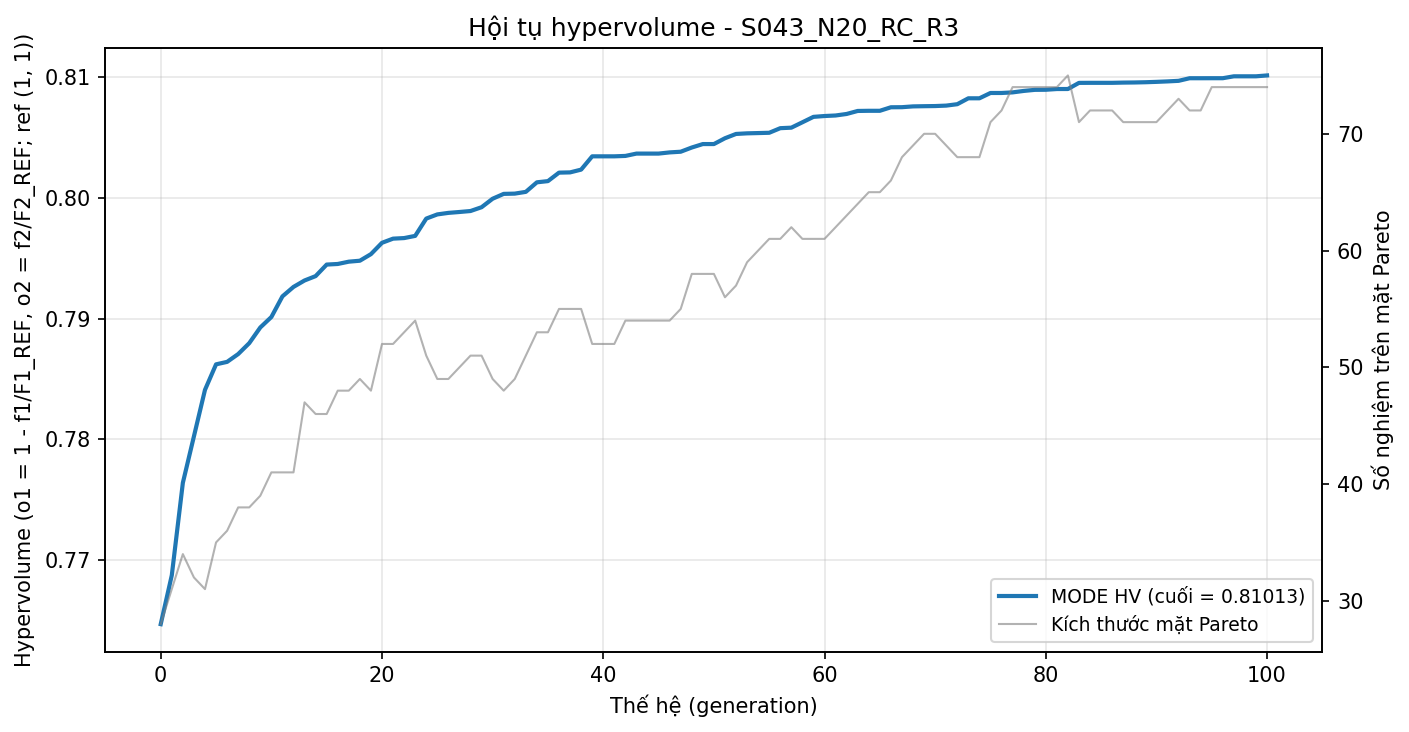 Hội tụ hypervolume - S043_N20_RC_R3
Hypervolume (o1 = 1 - f1/F1_REF, o2 = f2/F2_REF; ref (1, 1))
0.81
0.80
0.79
0.78
0.77
70
60
50
40
30
Số nghiệm trên mặt Pareto
MODE HV (cuối = 0.81013)
Kích thước mặt Pareto
0
20
40
60
80
100
Thế hệ (generation)